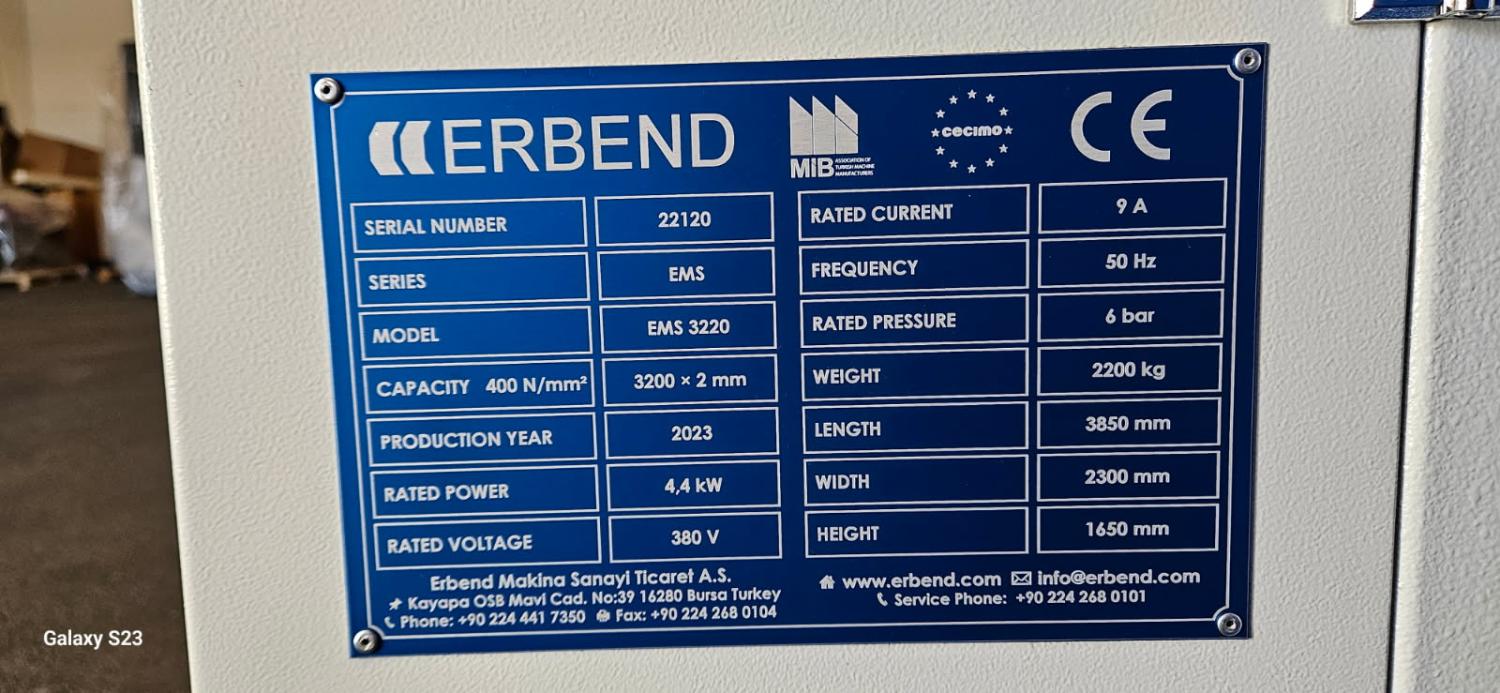 ERBEND
MİB ASSOCIATION OF
TURKISH MACHINE
MANUFACTURERS
cecimo
CE
SERIAL NUMBER 22120
SERIES EMS
MODEL EMS 3220
CAPACITY 400 N/mm² 3200 × 2 mm
PRODUCTION YEAR 2023
RATED POWER 4,4 kW
RATED VOLTAGE 380 V
RATED CURRENT 9 A
FREQUENCY 50 Hz
RATED PRESSURE 6 bar
WEIGHT 2200 kg
LENGTH 3850 mm
WIDTH 2300 mm
HEIGHT 1650 mm
Erbend Makina Sanayi Ticaret A.S.
Kayapa OSB Mavi Cad. No:39 16280 Bursa Turkey
Phone: +90 224 441 7350 Fax: +90 224 268 0104
www.erbend.com info@erbend.com
Service Phone: +90 224 268 0101
Galaxy S23